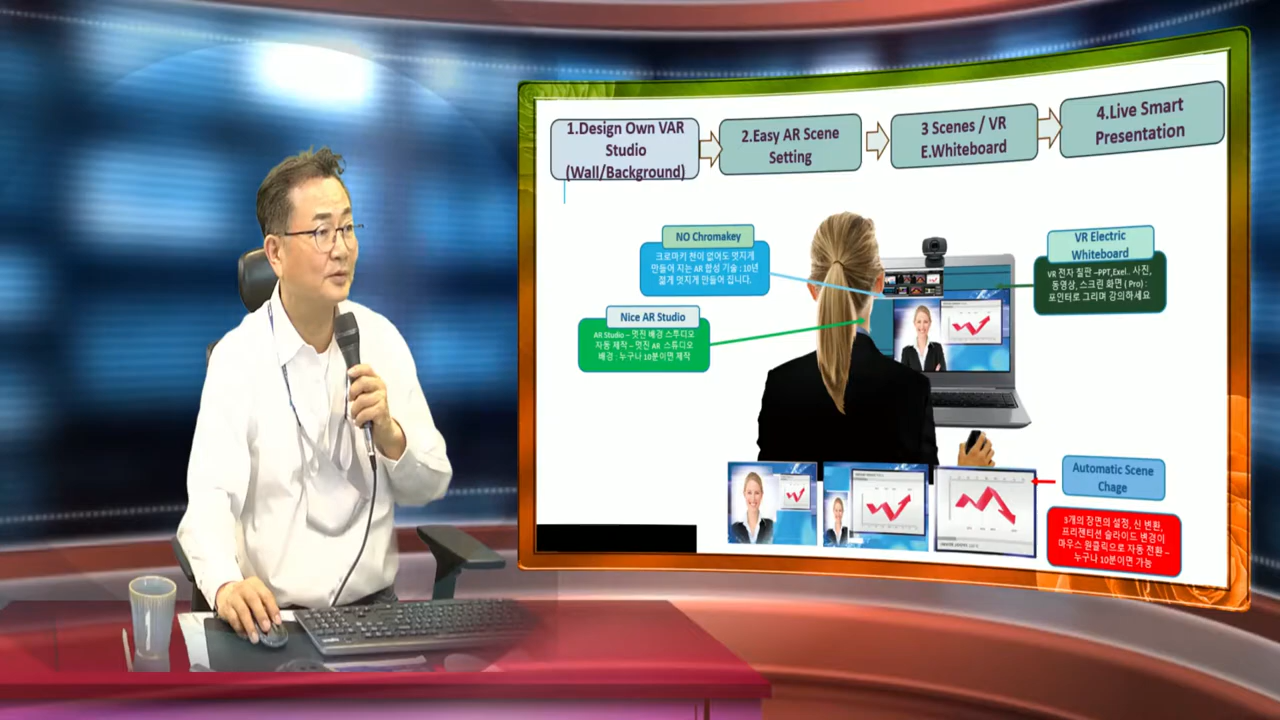 1.Design Own VAR
Studio
(Wall/Background)
2.Easy AR Scene
Setting
3 Scenes / VR
E.Whiteboard
4.Live Smart
Presentation
NO Chromakey
크로마키 천이 없어도 멋지게
만들어 지는 AR 합성 기술 : 10년
젊게 멋지게 만들어 집니다.
Nice AR Studio
AR Studio – 멋진 배경 스투디오
자동 제작 – 멋진 AR 스튜디오
배경 : 누구나 10분이면 제작
VR Electric
Whiteboard
VR 전자 칠판 –PPT,Exel.. 사진,
동영상, 스크린 화면 ( Pro) :
포인터로 그리며 강의하세요
Automatic Scene
Chage
3개의 장면의 설정, 신 변환,
프리젠티션 슬라이드 변경이
마우스 원클릭으로 자동 전환 –
누구나 10분이면 가능